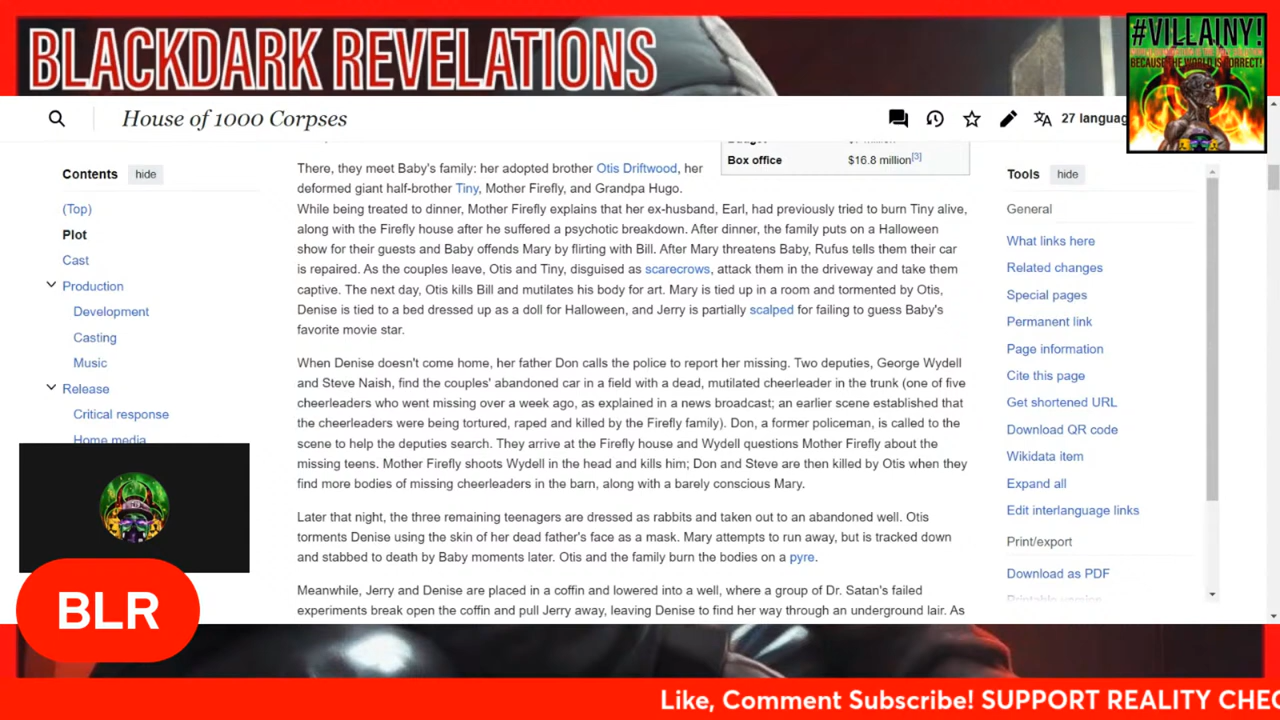 BLACKDARK REVELATIONS
#VILLAINY!
BECAUSE THE WORLD IS CORRECT!
House of 1000 Corpses
27 languag
Box office
$16.8 million[3]
Contents
hide
(Top)
Plot
Cast
Production
Development
Casting
Music
Release
Critical response
Home media
There, they meet Baby's family: her adopted brother Otis Driftwood, her
deformed giant half-brother Tiny, Mother Firefly, and Grandpa Hugo.
While being treated to dinner, Mother Firefly explains that her ex-husband, Earl, had previously tried to burn Tiny alive,
along with the Firefly house after he suffered a psychotic breakdown. After dinner, the family puts on a Halloween
show for their guests and Baby offends Mary by flirting with Bill. After Mary threatens Baby, Rufus tells them their car
is repaired. As the couples leave, Otis and Tiny, disguised as scarecrows, attack them in the driveway and take them
captive. The next day, Otis kills Bill and mutilates his body for art. Mary is tied up in a room and tormented by Otis,
Denise is tied to a bed dressed up as a doll for Halloween, and Jerry is partially scalped for failing to guess Baby's
favorite movie star.
When Denise doesn't come home, her father Don calls the police to report her missing. Two deputies, George Wydell
and Steve Naish, find the couples' abandoned car in a field with a dead, mutilated cheerleader in the trunk (one of five
cheerleaders who went missing over a week ago, as explained in a news broadcast; an earlier scene established that
the cheerleaders were being tortured, raped and killed by the Firefly family). Don, a former policeman, is called to the
scene to help the deputies search. They arrive at the Firefly house and Wydell questions Mother Firefly about the
missing teens. Mother Firefly shoots Wydell in the head and kills him; Don and Steve are then killed by Otis when they
find more bodies of missing cheerleaders in the barn, along with a barely conscious Mary.
Later that night, the three remaining teenagers are dressed as rabbits and taken out to an abandoned well. Otis
torments Denise using the skin of her dead father's face as a mask. Mary attempts to run away, but is tracked down
and stabbed to death by Baby moments later. Otis and the family burn the bodies on a pyre.
Meanwhile, Jerry and Denise are placed in a coffin and lowered into a well, where a group of Dr. Satan's failed
experiments break open the coffin and pull Jerry away, leaving Denise to find her way through an underground lair. As
Tools
hide
General
What links here
Related changes
Special pages
Permanent link
Page information
Cite this page
Get shortened URL
Download QR code
Wikidata item
Expand all
Edit interlanguage links
Print/export
Download as PDF
Printable version
BLR
Like, Comment Subscribe! SUPPORT REALITY CHEC